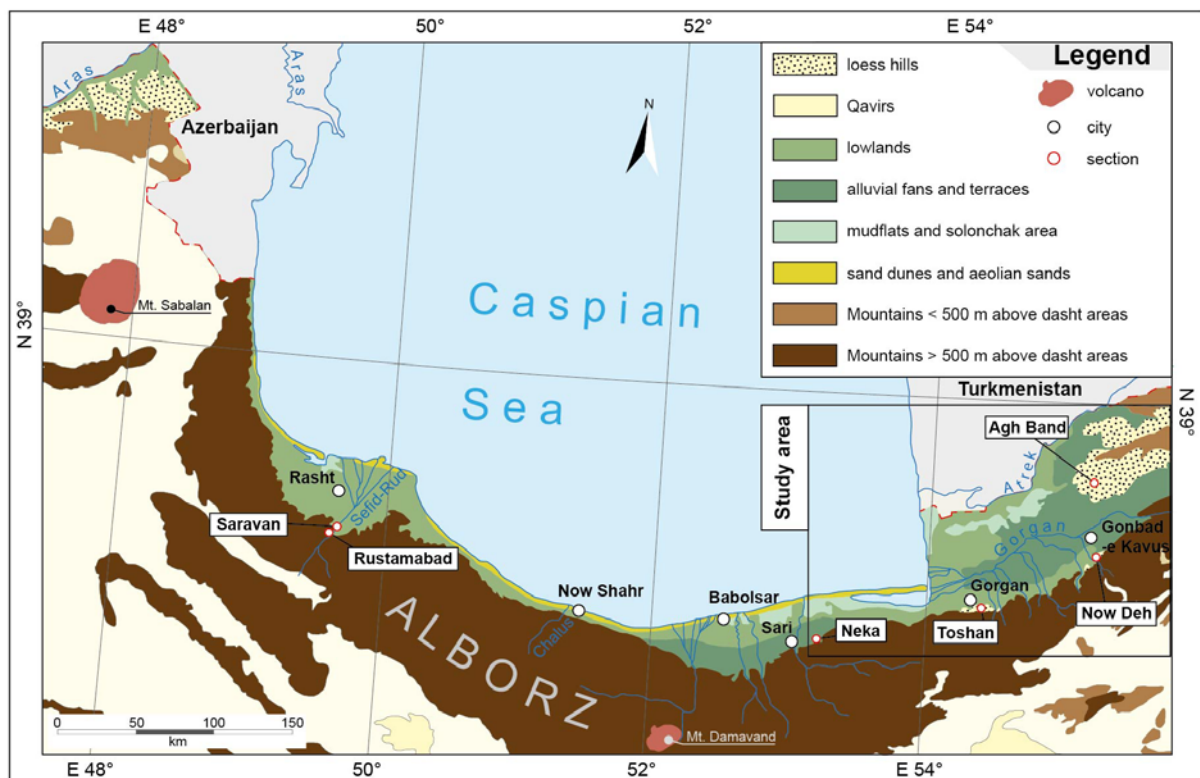 E 48°
50°
52°
E 54°
Legend
loess hills
Qavirs
lowlands
alluvial fans and terraces
mudflats and solonchak area
sand dunes and aeolian sands
Mountains < 500 m above dasht areas
Mountains > 500 m above dasht areas
volcano
city
section
Aras
Aras
Azerbaijan
N
Mt. Sabalan
N 39°
N 39°
Caspian
Sea
Turkmenistan
Study area
Agh Band
Atrek
Rasht
Sefid-Rud
Saravan
Rustamabad
Gorgan
Gonbad
-e Kavus
Now Shahr
Chalus
Babolsar
Sari
Neka
Gorgan
Toshan
Now Deh
ALBORZ
Mt. Damavand
0 50 100 150
km
E 48°
50°
52°
E 54°